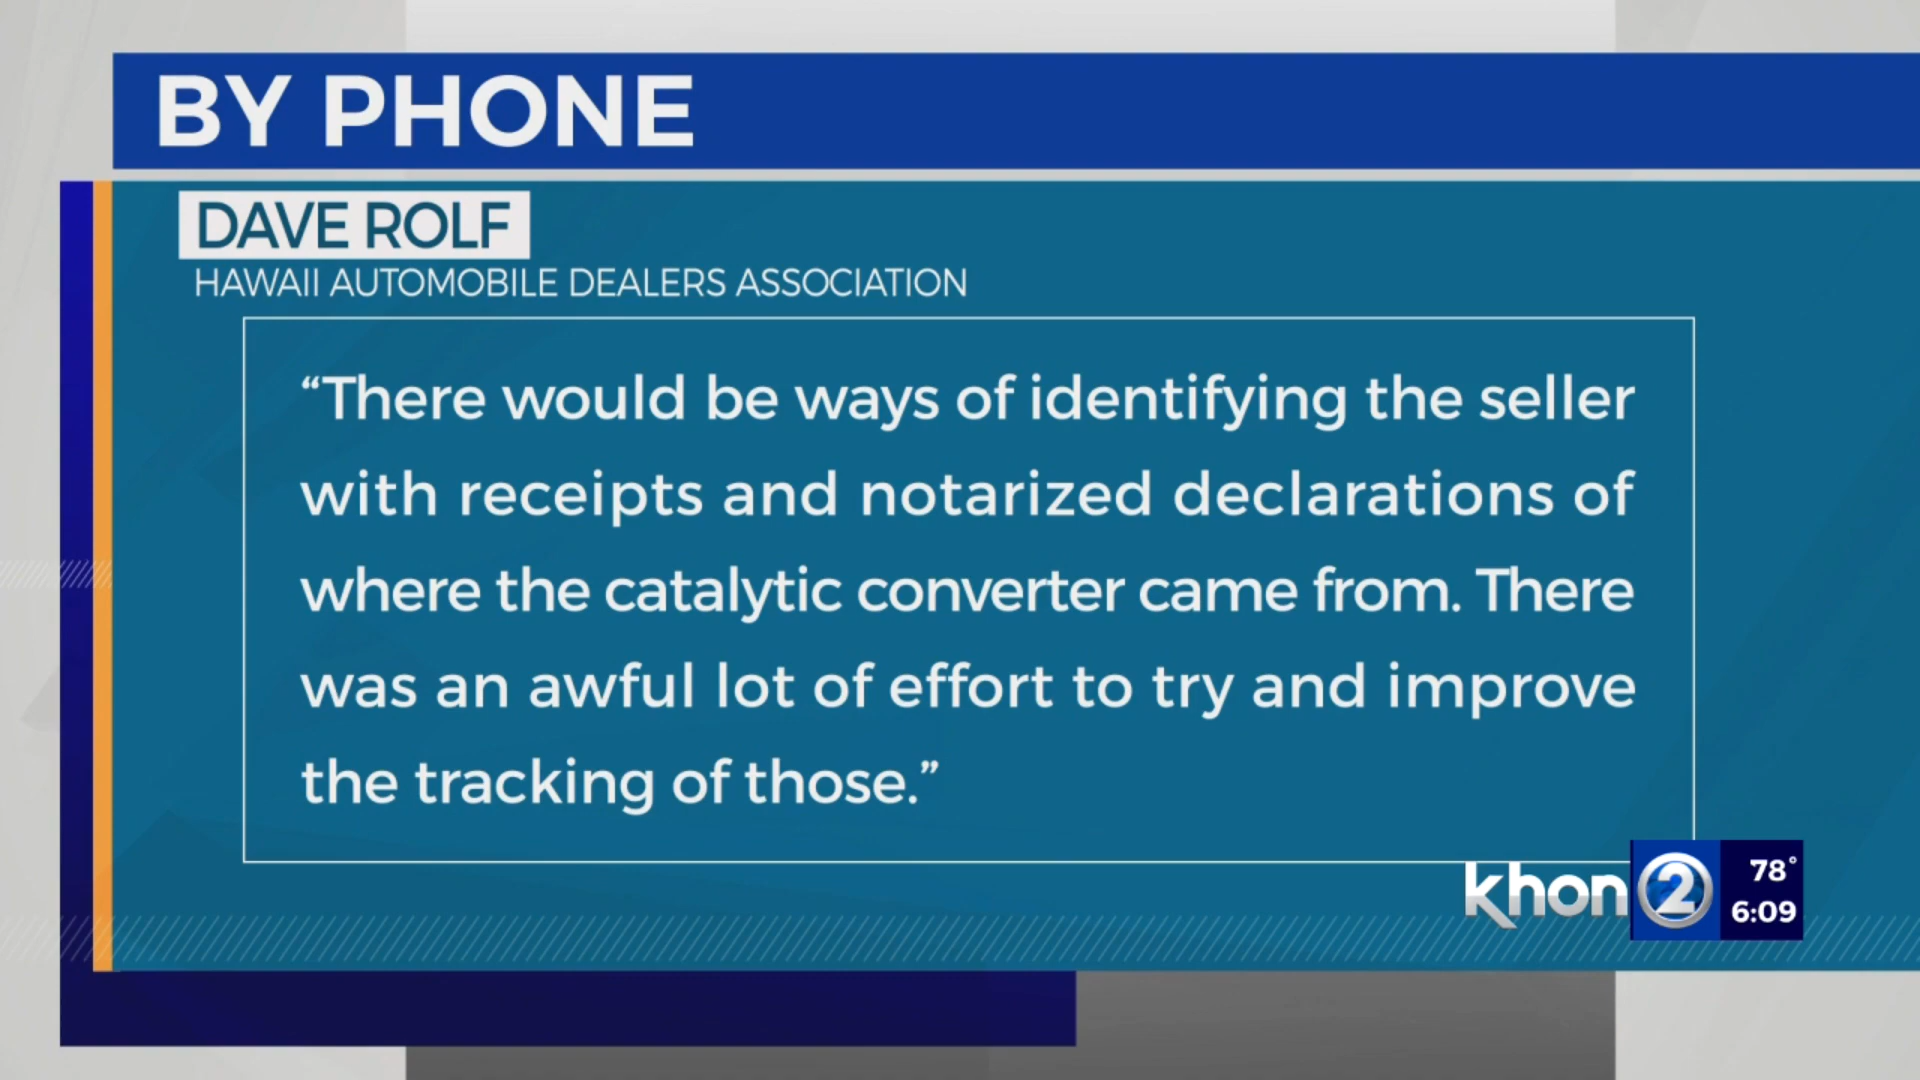 BY PHONE
DAVE ROLF
HAWAII AUTOMOBILE DEALERS ASSOCIATION
“There would be ways of identifying the seller
with receipts and notarized declarations of
where the catalytic converter came from. There
was an awful lot of effort to try and improve
the tracking of those.”
khon 2 78°
6:09